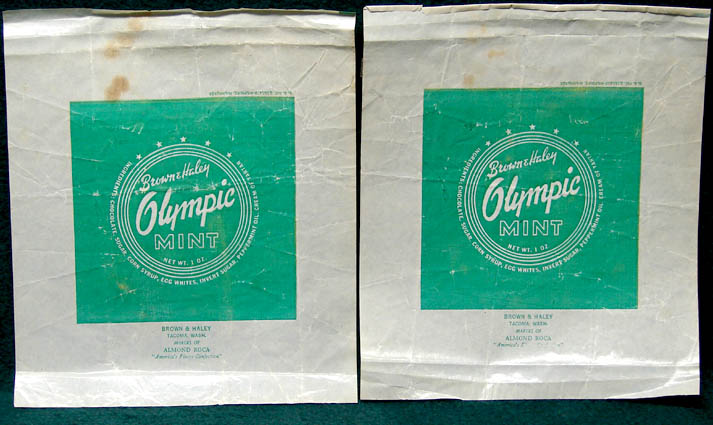 Brown & Haley
Olympic
MINT
NET WT. 1 OZ.
INGREDIENTS: CHOCOLATE, SUGAR, CORN SYRUP, EGG WHITES, INVERT SUGAR, PEPPERMINT OIL, CREAM OF TARTAR
BROWN & HALEY
TACOMA, WASH.
MAKERS OF
ALMOND ROCA
"America's Finest Confection"
Brown & Haley
Olympic
MINT
NET WT. 1 OZ.
INGREDIENTS: CHOCOLATE, SUGAR, CORN SYRUP, EGG WHITES, INVERT SUGAR, PEPPERMINT OIL, CREAM OF TARTAR
BROWN & HALEY
TACOMA, WASH.
MAKERS OF
ALMOND ROCA
"America's